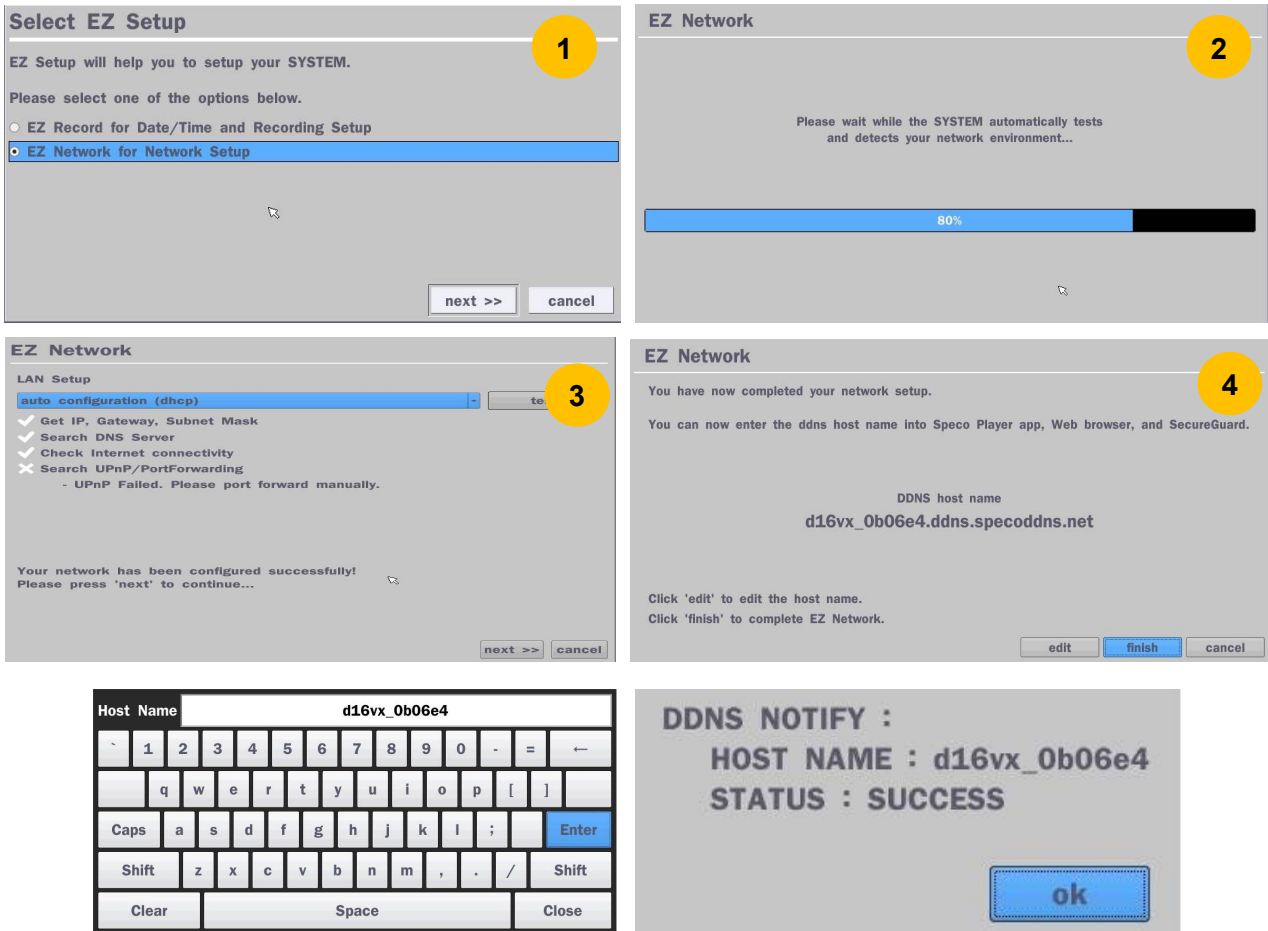 Select EZ Setup
1
EZ Setup will help you to setup your SYSTEM.
Please select one of the options below.
EZ Record for Date/Time and Recording Setup
EZ Network for Network Setup
next >> cancel
EZ Network
2
Please wait while the SYSTEM automatically tests
and detects your network environment...
80%
EZ Network
3
LAN Setup
auto configuration (dhcp) -
Get IP, Gateway, Subnet Mask
Search DNS Server
Check Internet connectivity
Search UPnP/PortForwarding
- UPnP Failed. Please port forward manually.
Your network has been configured successfully!
Please press 'next' to continue...
next >> cancel
EZ Network
4
You have now completed your network setup.
You can now enter the ddns host name into Speco Player app, Web browser, and SecureGuard.
DDNS host name
d16vx_0b06e4.ddns.specoddns.net
Click 'edit' to edit the host name.
Click 'finish' to complete EZ Network.
edit finish cancel
Host Name d16vx_0b06e4
` 1 2 3 4 5 6 7 8 9 0 - = ←
q w e r t y u i o p [ ]
Caps a s d f g h j k l ; Enter
Shift z x c v b n m , . / Shift
Clear Space Close
DDNS NOTIFY :
HOST NAME : d16vx_0b06e4
STATUS : SUCCESS
ok